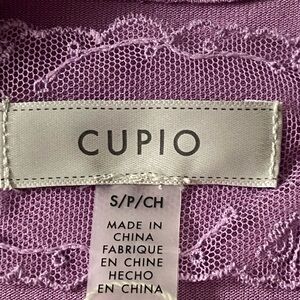 CUPIO
S/P/CH
MADE IN
CHINA
FABRIQUE
EN CHINE
HECHO
EN CHINA